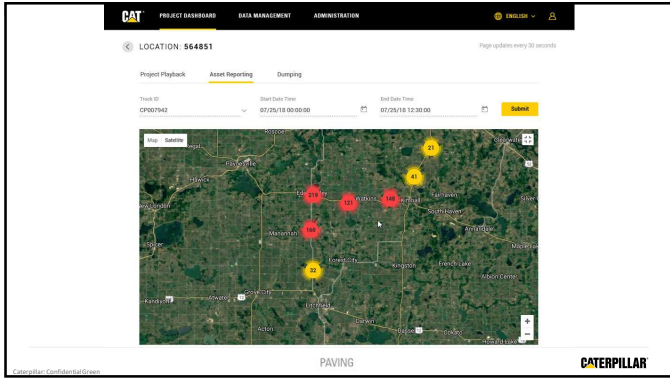 CAT
PROJECT DASHBOARD DATA MANAGEMENT ADMINISTRATION ENGLISH
LOCATION: 564851 Page updates every 30 seconds
Project Playback Asset Reporting Dumping
Truck ID Start Date Time End Date Time
CP007942 07/25/18 00:00:00 07/25/18 12:30:00 Submit
Map Satellite
Roscoe
Clearwater
21
Paynesville
41
Hawick
Fairhaven
Silver
Eden Valley
219
121
Watkins
148
Kimball
New London
South Haven
Manannah
Annandale
Spicer
Maple Lake
Forest City
Kingston
French Lake
32
Albion Center
Grove City
Kandiyohi
Atwater
Litchfield
Darwin
Acton
Dassel
Cokato
Howard Lake
PAVING
Caterpillar: Confidential Green
CATERPILLAR